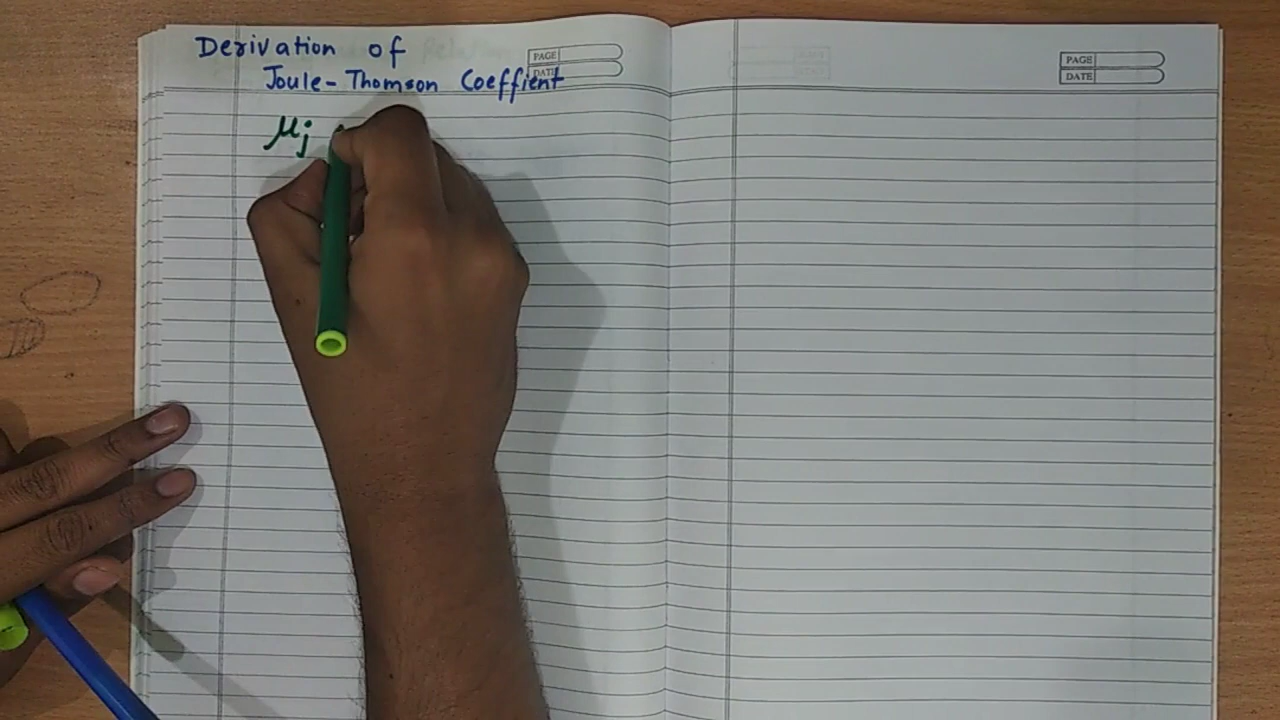 Derivation of
Joule-Thomson Coeffient
PAGE
DATE
μj
PAGE
DATE